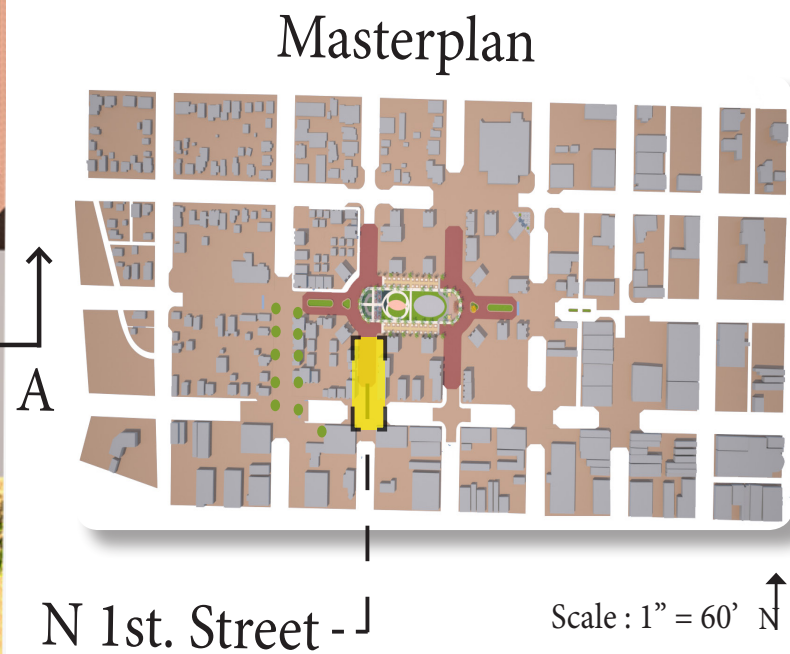 Masterplan
A
N 1st. Street
Scale : 1” = 60’ N